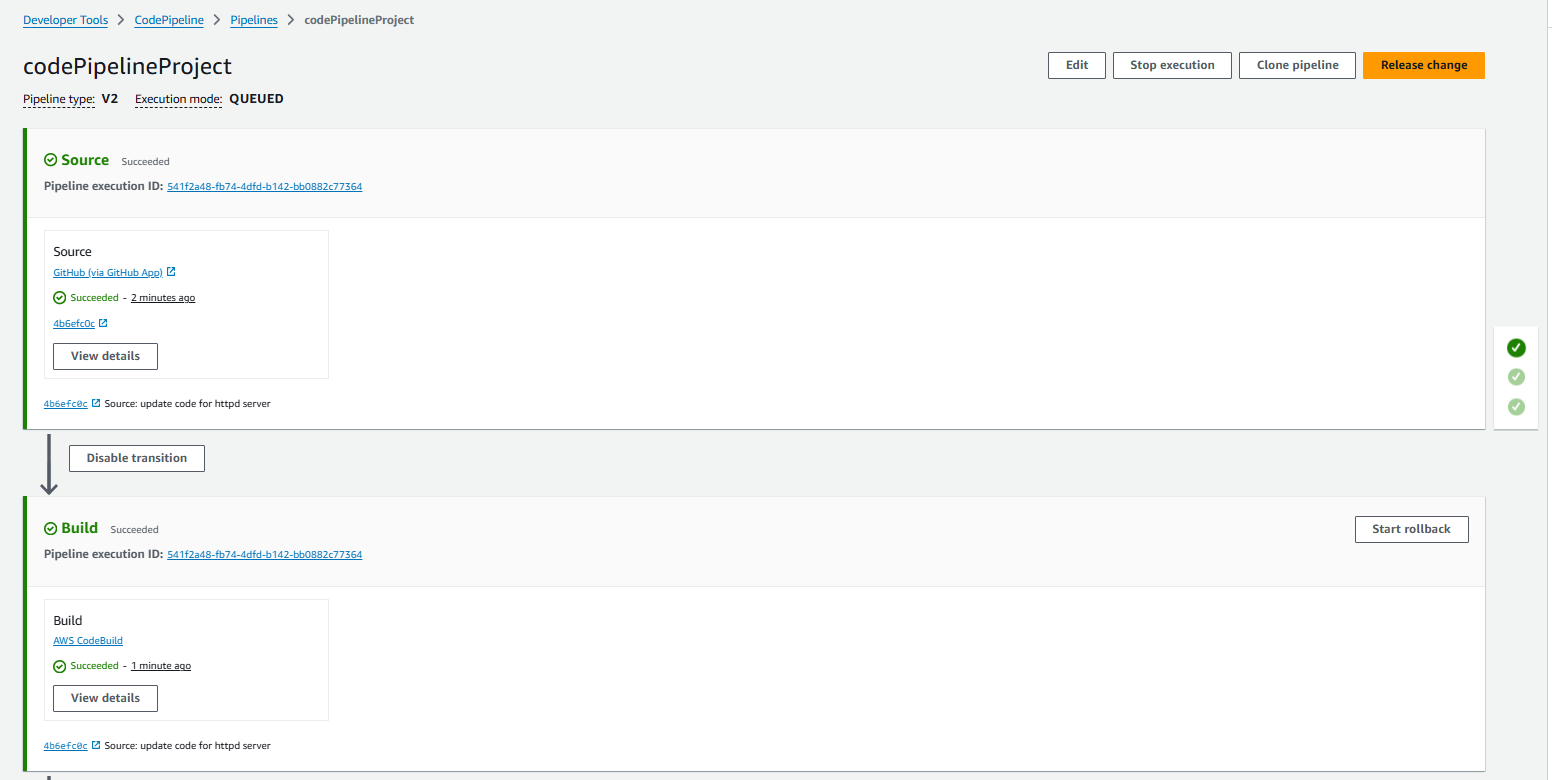 Developer Tools > CodePipeline > Pipelines > codePipelineProject
codePipelineProject
Edit Stop execution Clone pipeline Release change
Pipeline type: V2 Execution mode: QUEUED
Source Succeeded
Pipeline execution ID: 541f2a48-fb74-4dfd-b142-bb0882c77364
Source
GitHub (via GitHub App)
Succeeded - 2 minutes ago
4b6efc0c
View details
4b6efc0c Source: update code for httpd server
Disable transition
Build Succeeded
Start rollback
Pipeline execution ID: 541f2a48-fb74-4dfd-b142-bb0882c77364
Build
AWS CodeBuild
Succeeded - 1 minute ago
View details
4b6efc0c Source: update code for httpd server